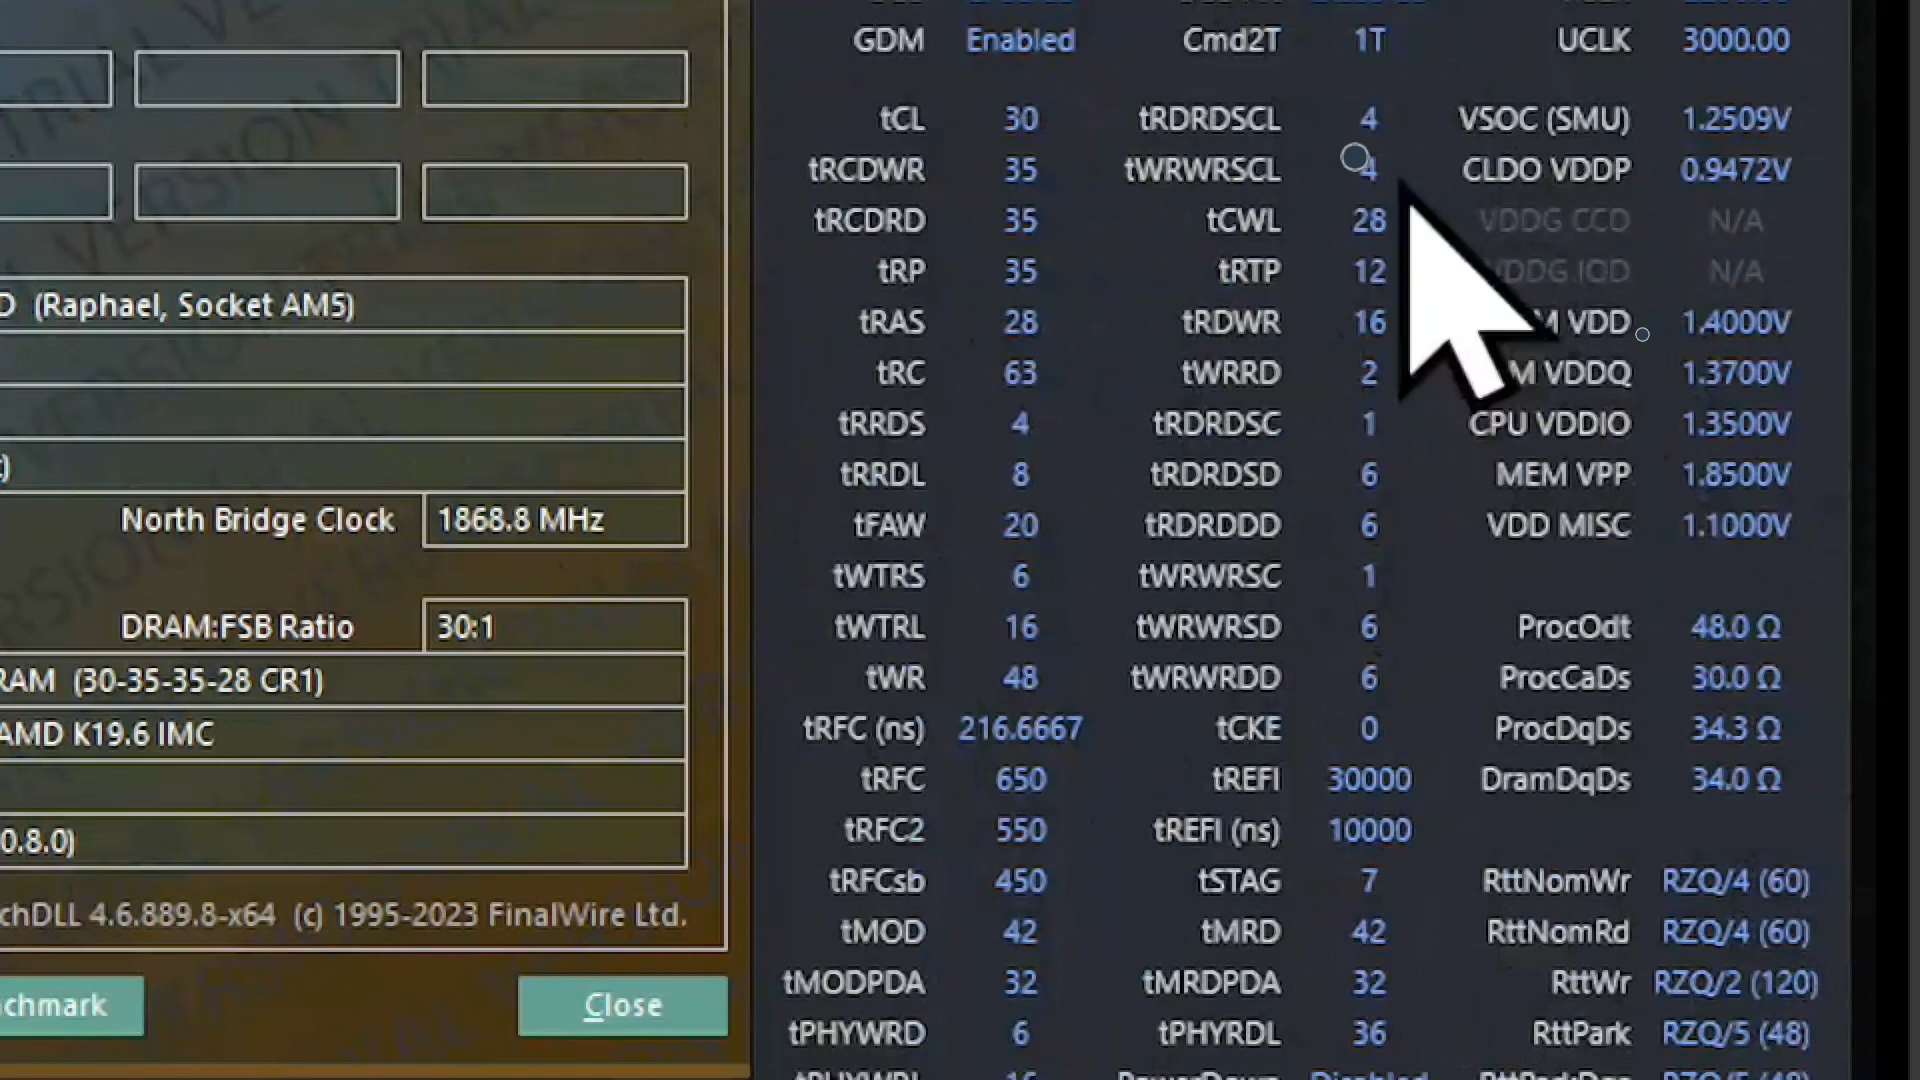 D (Raphael, Socket AM5)
North Bridge Clock 1868.8 MHz
DRAM:FSB Ratio 30:1
RAM (30-35-35-28 CR1)
AMD K19.6 IMC
0.8.0)
chDLL 4.6.889.8-x64 (c) 1995-2023 FinalWire Ltd.
chmark Close
GDM Enabled Cmd2T 1T UCLK 3000.00
tCL 30 tRDRDSCL 4 VSOC (SMU) 1.2509V
tRCDWR 35 tWRWRSCL 4 CLDO VDDP 0.9472V
tRCDRD 35 tCWL 28 VDDG CCD N/A
tRP 35 tRTP 12 VDDG IOD N/A
tRAS 28 tRDWR 16 M VDD 1.4000V
tRC 63 tWRRD 2 M VDDQ 1.3700V
tRRDS 4 tRDRDSC 1 CPU VDDIO 1.3500V
tRRDL 8 tRDRDSD 6 MEM VPP 1.8500V
tFAW 20 tRDRDDD 6 VDD MISC 1.1000V
tWTRS 6 tWRWRSC 1
tWTRL 16 tWRWRSD 6 ProcOdt 48.0 Ω
tWR 48 tWRWRDD 6 ProcCaDs 30.0 Ω
tRFC (ns) 216.6667 tCKE 0 ProcDqDs 34.3 Ω
tRFC 650 tREFI 30000 DramDqDs 34.0 Ω
tRFC2 550 tREFI (ns) 10000
tRFCsb 450 tSTAG 7 RttNomWr RZQ/4 (60)
tMOD 42 tMRD 42 RttNomRd RZQ/4 (60)
tMODPDA 32 tMRDPDA 32 RttWr RZQ/2 (120)
tPHYWRD 6 tPHYRDL 36 RttPark RZQ/5 (48)